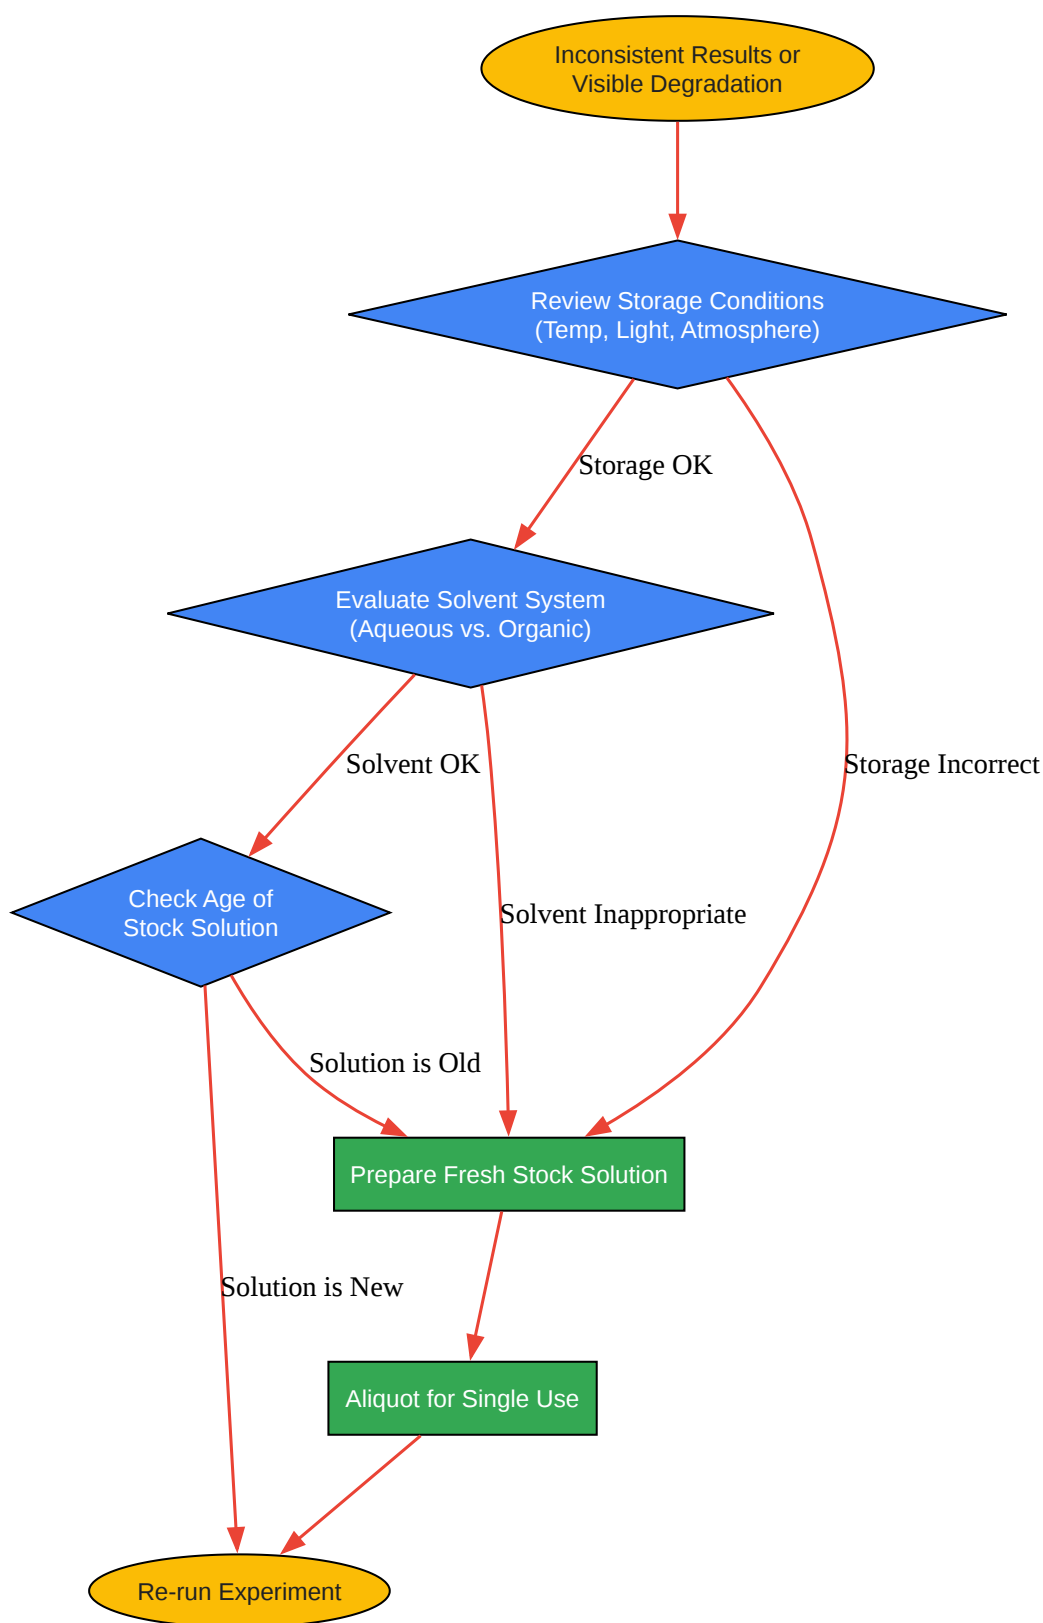 Inconsistent Results or
Visible Degradation
Review Storage Conditions
(Temp, Light, Atmosphere)
Storage OK
Evaluate Solvent System
(Aqueous vs. Organic)
Solvent OK
Storage Incorrect
Check Age of
Stock Solution
Solvent Inappropriate
Solution is Old
Prepare Fresh Stock Solution
Solution is New
Aliquot for Single Use
Re-run Experiment